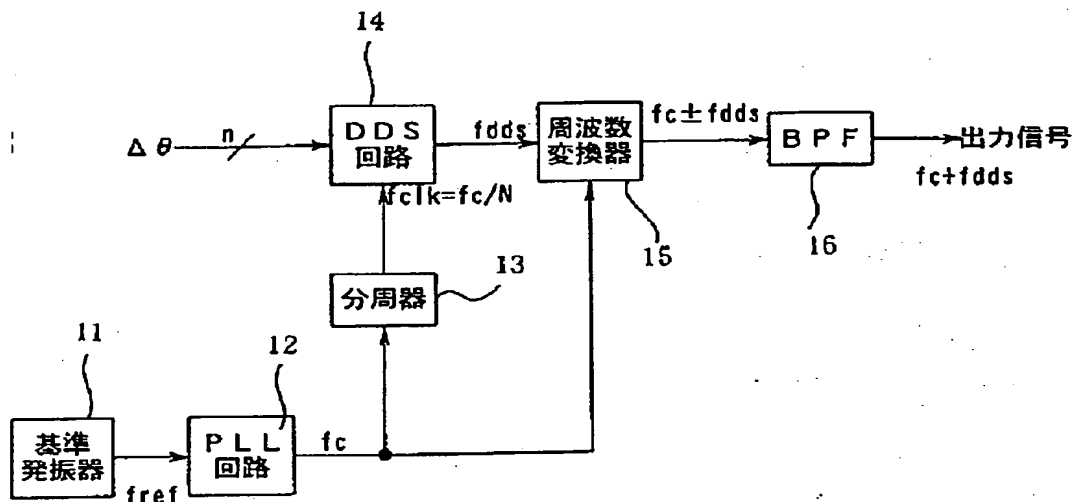 14
Δθ
n
DDS
回路
fdds
周波数
変換器
fc±fdds
BPF
出力信号
fc+fdds
fclk=fc/N
15
16
分周器
13
11
12
基準
発振器
fref
PLL
回路
fc